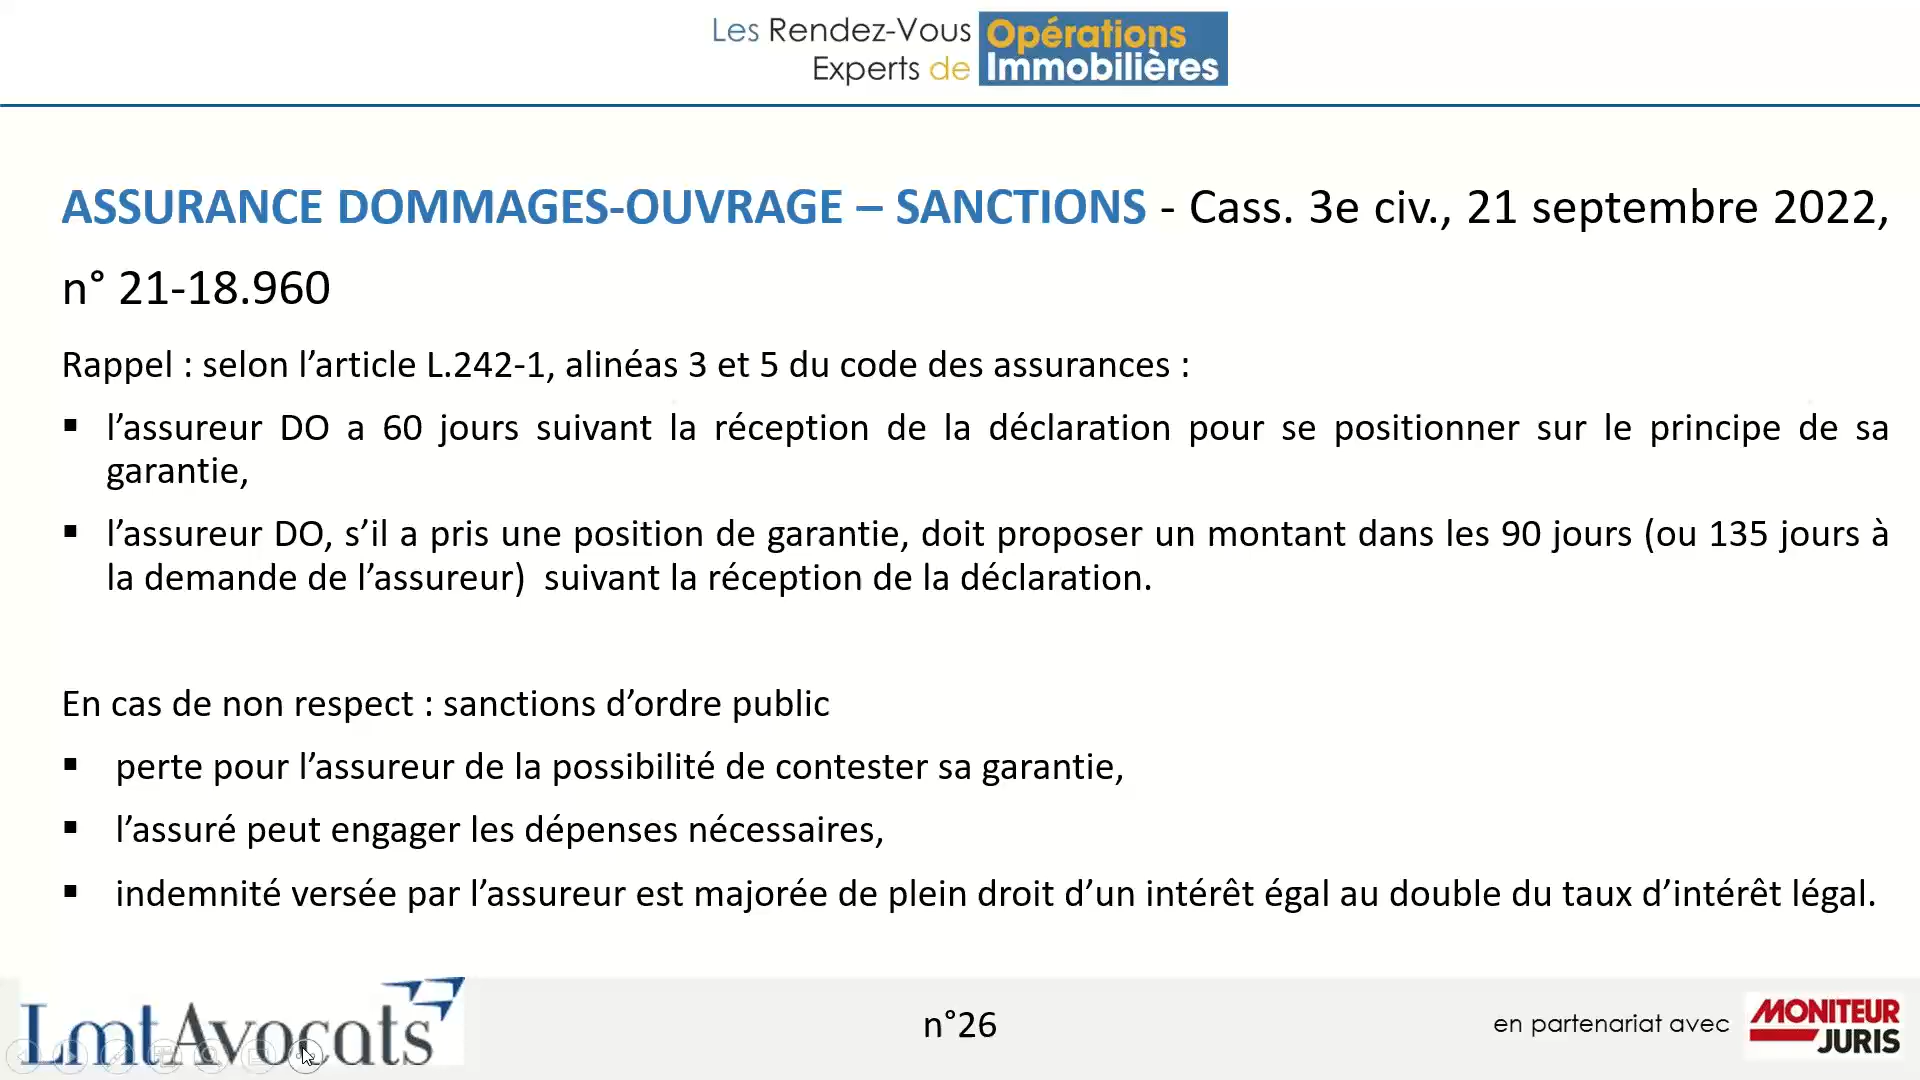 Les Rendez-Vous
Experts de
Opérations
Immobilières
ASSURANCE DOMMAGES-OUVRAGE – SANCTIONS - Cass. 3e civ., 21 septembre 2022,
n° 21-18.960
Rappel : selon l’article L.242-1, alinéas 3 et 5 du code des assurances :
▪ l’assureur DO a 60 jours suivant la réception de la déclaration pour se positionner sur le principe de sa
garantie,
▪ l’assureur DO, s’il a pris une position de garantie, doit proposer un montant dans les 90 jours (ou 135 jours à
la demande de l’assureur) suivant la réception de la déclaration.
En cas de non respect : sanctions d’ordre public
▪ perte pour l’assureur de la possibilité de contester sa garantie,
▪ l’assuré peut engager les dépenses nécessaires,
▪ indemnité versée par l’assureur est majorée de plein droit d’un intérêt égal au double du taux d’intérêt légal.
LmtAvocats
n°26
en partenariat avec
MONITEUR
JURIS